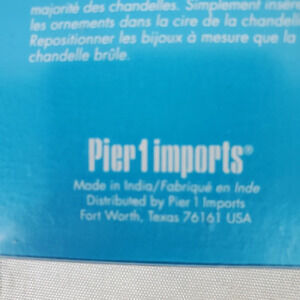 majorité des chandelles. Simplement insére
les ornements dans la cire de la chandelle
Repositionner les bijoux à mesure que la
chandelle brûle.
Pier 1 imports®
Made in India/Fabriqué en Inde
Distributed by Pier 1 Imports
Fort Worth, Texas 76161 USA